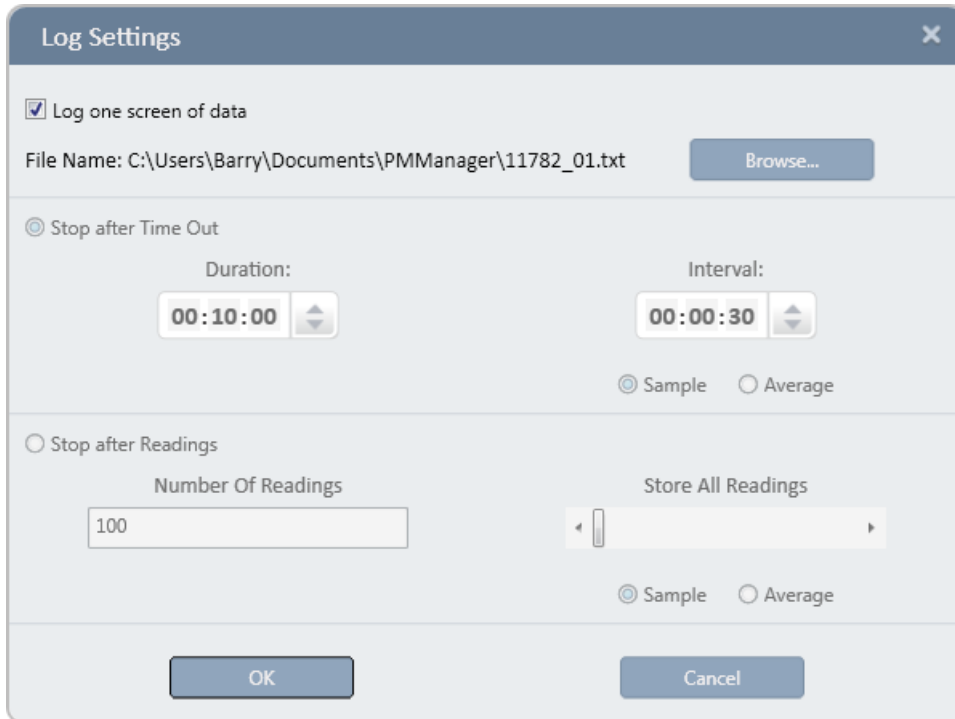 Log Settings
Log one screen of data
File Name: C:\Users\Barry\Documents\PMManager\11782_01.txt
Browse...
Stop after Time Out
Duration:
Interval:
00:10:00
00:00:30
Sample
Average
Stop after Readings
Number Of Readings
Store All Readings
100
Sample
Average
OK
Cancel